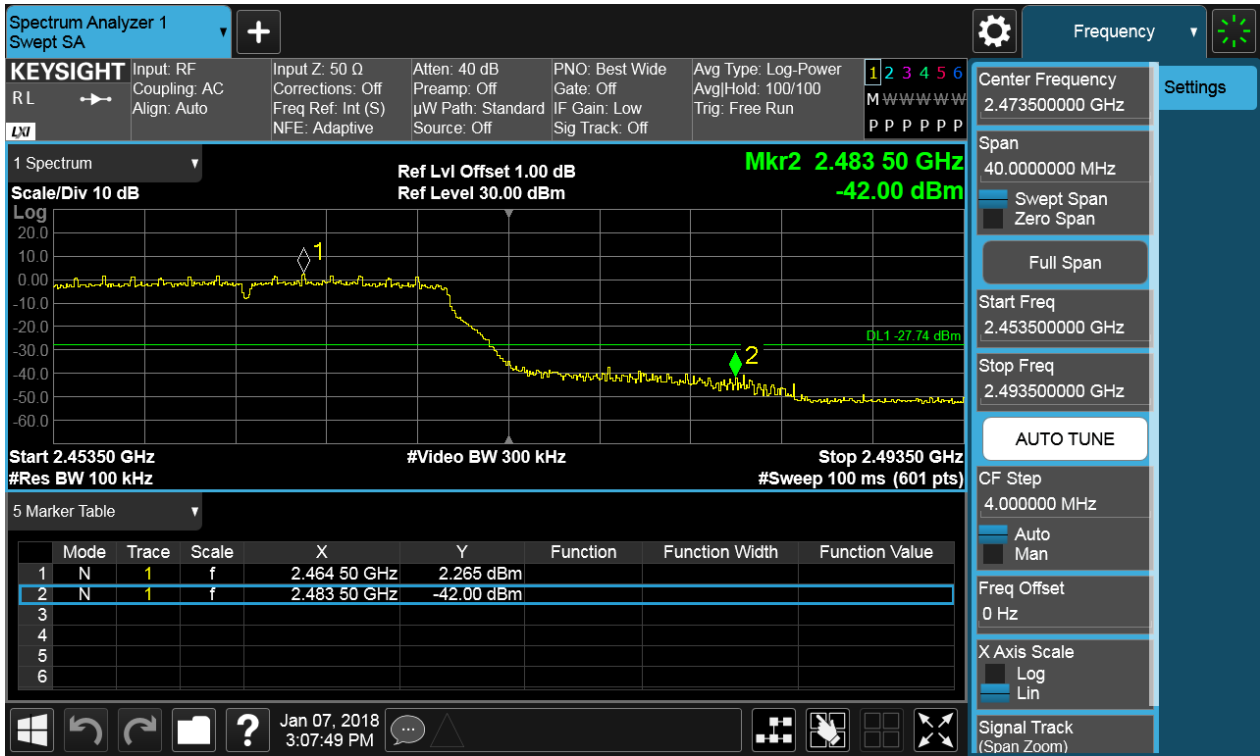 Spectrum Analyzer 1
Swept SA
+
Frequency
KEYSIGHT
RL
LXI
Input: RF
Coupling: AC
Align: Auto
Input Z: 50 Ω
Corrections: Off
Freq Ref: Int (S)
NFE: Adaptive
Atten: 40 dB
Preamp: Off
µW Path: Standard
Source: Off
PNO: Best Wide
Gate: Off
IF Gain: Low
Sig Track: Off
Avg Type: Log-Power
Avg|Hold: 100/100
Trig: Free Run
1 2 3 4 5 6
M W W W W W
P P P P P P
1 Spectrum
Scale/Div 10 dB
Ref Lvl Offset 1.00 dB
Ref Level 30.00 dBm
Mkr2 2.483 50 GHz
-42.00 dBm
Log
20.0
10.0
0.00
-10.0
-20.0
-30.0
-40.0
-50.0
-60.0
1
2
DL1 -27.74 dBm
Start 2.45350 GHz
#Res BW 100 kHz
#Video BW 300 kHz
Stop 2.49350 GHz
#Sweep 100 ms (601 pts)
5 Marker Table
Mode Trace Scale X Y Function Function Width Function Value
1 N 1 f 2.464 50 GHz 2.265 dBm
2 N 1 f 2.483 50 GHz -42.00 dBm
3
4
5
6
Center Frequency
2.473500000 GHz
Settings
Span
40.0000000 MHz
Swept Span
Zero Span
Full Span
Start Freq
2.453500000 GHz
Stop Freq
2.493500000 GHz
AUTO TUNE
CF Step
4.000000 MHz
Auto
Man
Freq Offset
0 Hz
X Axis Scale
Log
Lin
Signal Track
(Span Zoom)
?
Jan 07, 2018
3:07:49 PM